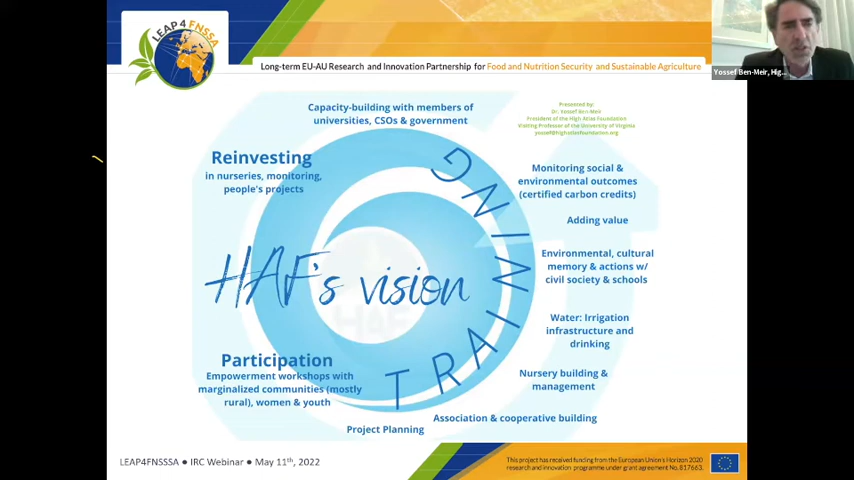 LEAP 4 FNSSA
Long-term EU-AU Research and Innovation Partnership for Food and Nutrition Security and Sustainable Agriculture
Yossef Ben-Meir, Hig...
Capacity-building with members of
universities, CSOs & government
Presented by:
Dr. Yossef Ben-Meir
President of the High Atlas Foundation
Visiting Professor of the University of Virginia
yossef@highatlasfoundation.org
Reinvesting
in nurseries, monitoring,
people's projects
Monitoring social &
environmental outcomes
(certified carbon credits)
Adding value
Environmental, cultural
memory & actions w/
civil society & schools
HAF's vision
TRAINING
Water: Irrigation
infrastructure and
drinking
Participation
Empowerment workshops with
marginalized communities (mostly
rural), women & youth
Nursery building &
management
Association & cooperative building
Project Planning
LEAP4FNSSSA ● IRC Webinar ● May 11th, 2022
This project has received funding from the European Union's Horizon 2020
research and innovation programme under grant agreement No.817663.